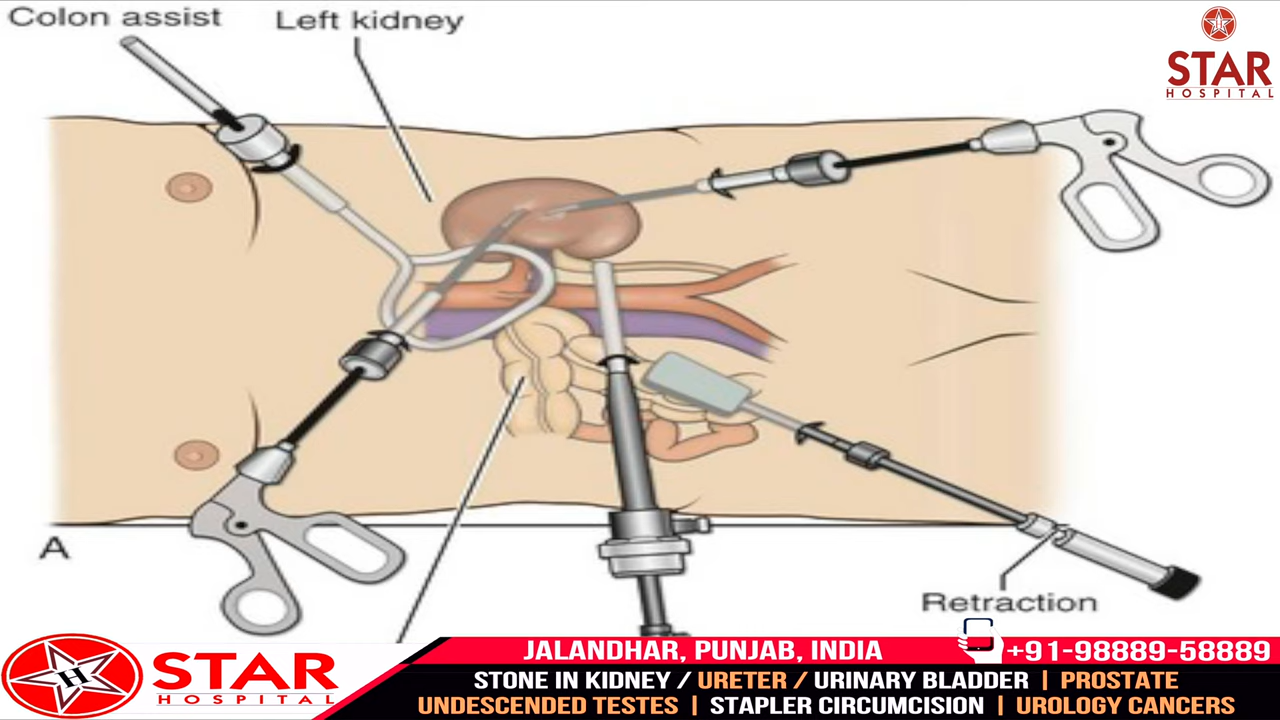 Colon assist
Left kidney
STAR
HOSPITAL
A
Retraction
H
STAR
HOSPITAL
JALANDHAR, PUNJAB, INDIA
+91-98889-58889
STONE IN KIDNEY / URETER / URINARY BLADDER | PROSTATE
UNDESCENDED TESTES | STAPLER CIRCUMCISION | UROLOGY CANCERS